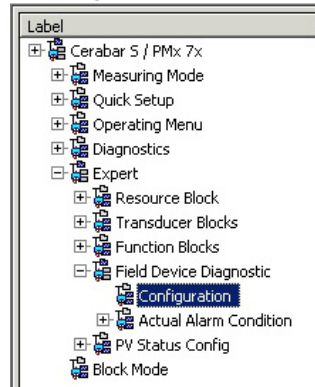 Label
Cerabar S / PMx 7x
Measuring Mode
Quick Setup
Operating Menu
Diagnostics
Expert
Resource Block
Transducer Blocks
Function Blocks
Field Device Diagnostic
Configuration
Actual Alarm Condition
PV Status Config
Block Mode